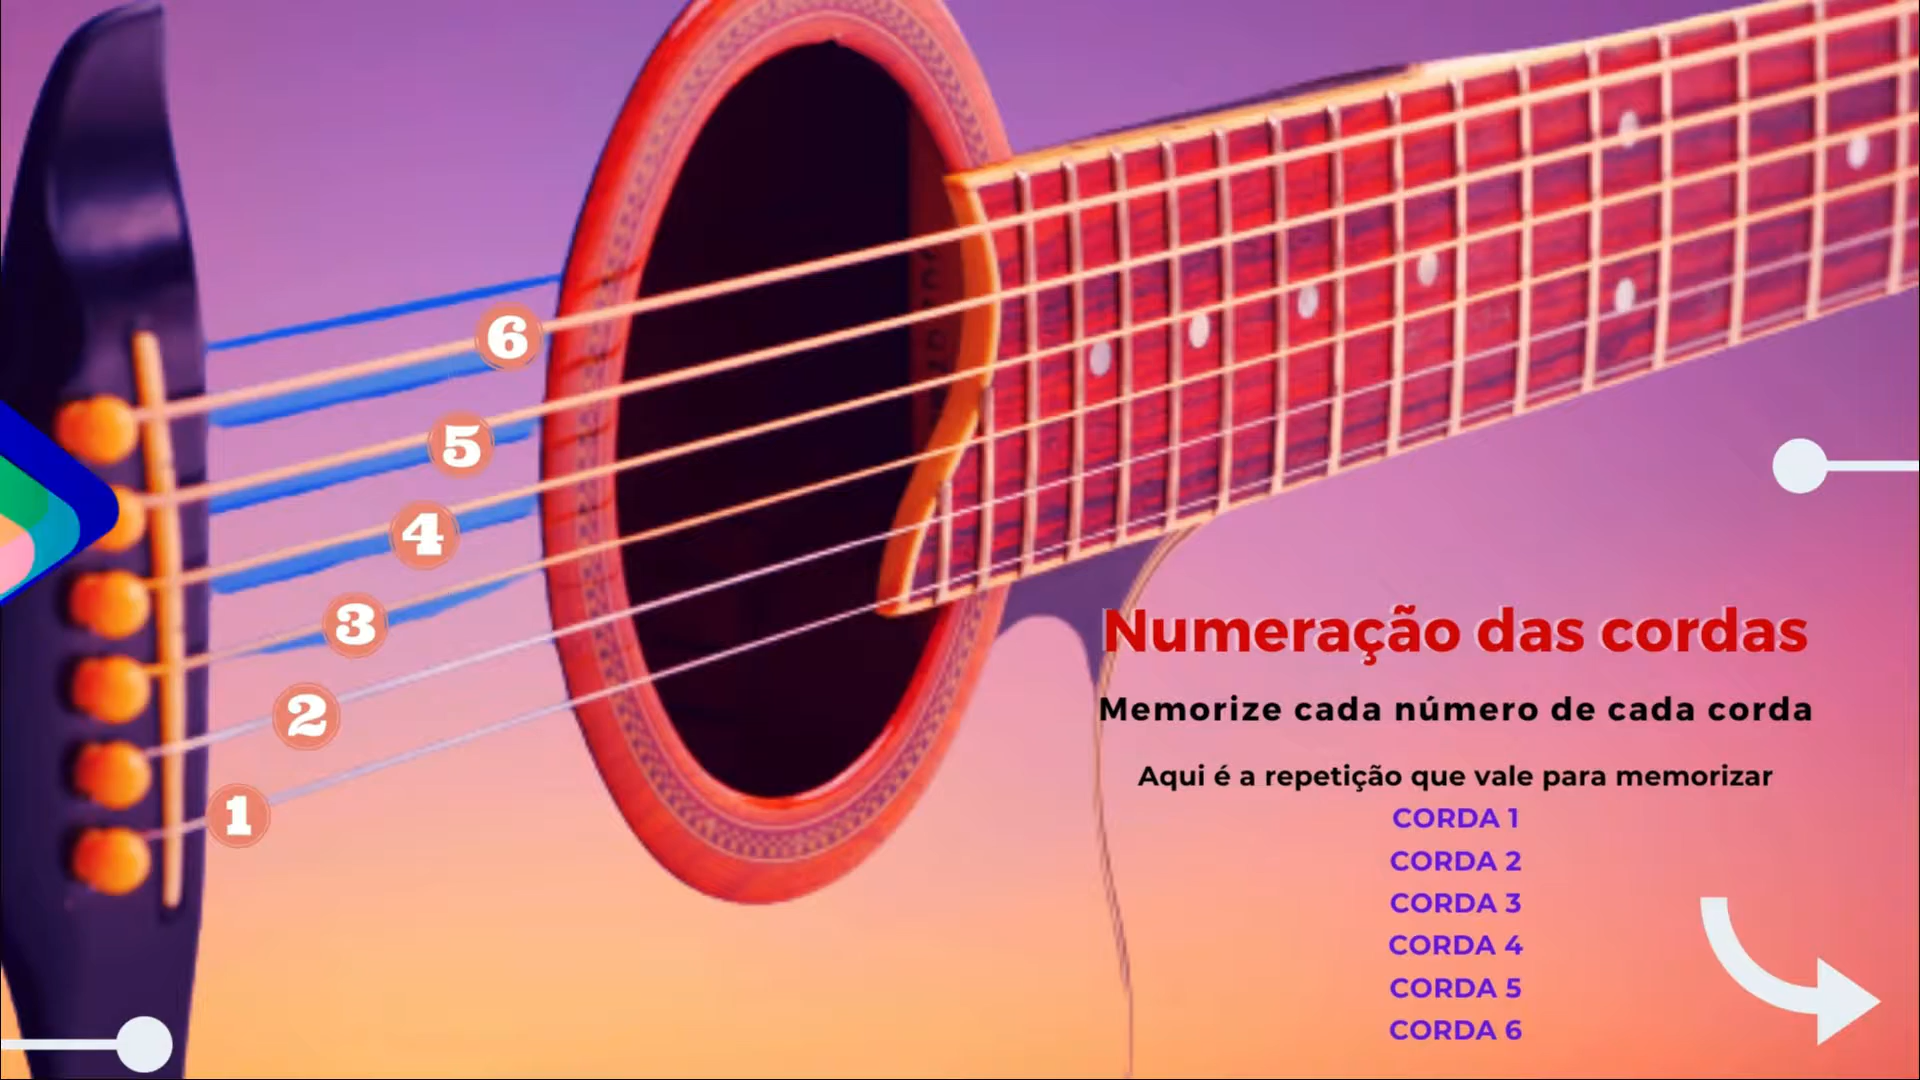 6
5
4
3
2
1
Numeração das cordas
Memorize cada número de cada corda
Aqui é a repetição que vale para memorizar
CORDA 1
CORDA 2
CORDA 3
CORDA 4
CORDA 5
CORDA 6